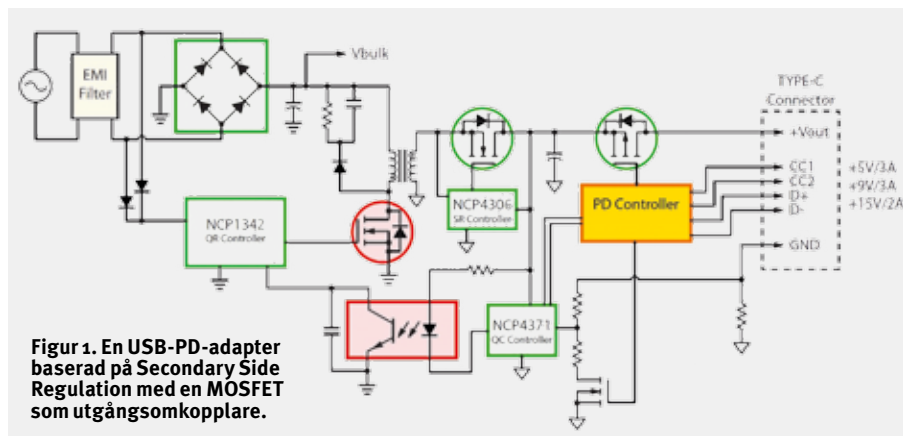 EMI
Filter
Vbulk
TYPE-C
Connector
+Vout
CC1
CC2
D+
D-
+5V/3A
+9V/3A
+15V/2A
GND
NCP1342
QR Controller
NCP4306
SR Controller
PD Controller
NCP4371
QC Controller
Figur 1. En USB-PD-adapter
baserad på Secondary Side
Regulation med en MOSFET
som utgångsomkopplare.